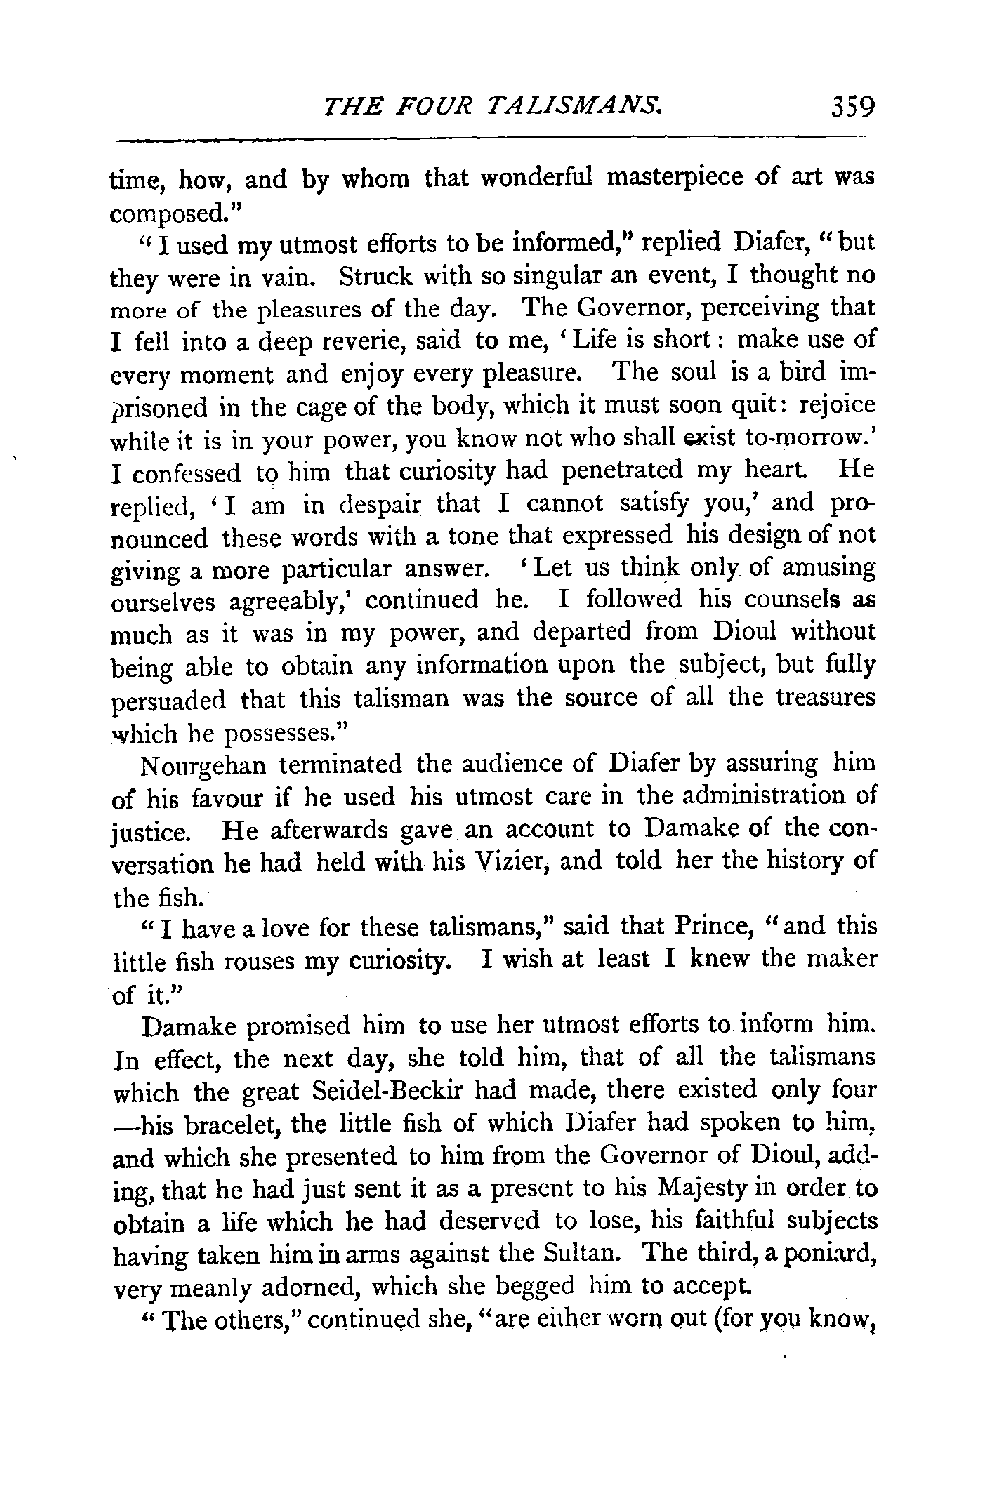 THE FOUR TALISMANS. 359
time, how, and by whom that wonderful masterpiece of art was
composed."
"I used my utmost efforts to be informed," replied Diafer, "but
they were in vain. Struck with so singular an event, I thought no
more of the pleasures of the day. The Governor, perceiving that
I fell into a deep reverie, said to me, 'Life is short: make use of
every moment and enjoy every pleasure. The soul is a bird im-
prisoned in the cage of the body, which it must soon quit: rejoice
while it is in your power, you know not who shall exist to-morrow.'
I confessed to him that curiosity had penetrated my heart. He
replied, 'I am in despair that I cannot satisfy you,' and pro-
nounced these words with a tone that expressed his design of not
giving a more particular answer. 'Let us think only of amusing
ourselves agreeably,' continued he. I followed his counsels as
much as it was in my power, and departed from Dioul without
being able to obtain any information upon the subject, but fully
persuaded that this talisman was the source of all the treasures
which he possesses."
Nourgehan terminated the audience of Diafer by assuring him
of his favour if he used his utmost care in the administration of
justice. He afterwards gave an account to Damake of the con-
versation he had held with his Vizier, and told her the history of
the fish.
"I have a love for these talismans," said that Prince, "and this
little fish rouses my curiosity. I wish at least I knew the maker
of it."
Damake promised him to use her utmost efforts to inform him.
In effect, the next day, she told him, that of all the talismans
which the great Seidel-Beckir had made, there existed only four
—his bracelet, the little fish of which Diafer had spoken to him,
and which she presented to him from the Governor of Dioul, add-
ing, that he had just sent it as a present to his Majesty in order to
obtain a life which he had deserved to lose, his faithful subjects
having taken him in arms against the Sultan. The third, a poniard,
very meanly adorned, which she begged him to accept.
"The others," continued she, "are either worn out (for you know,